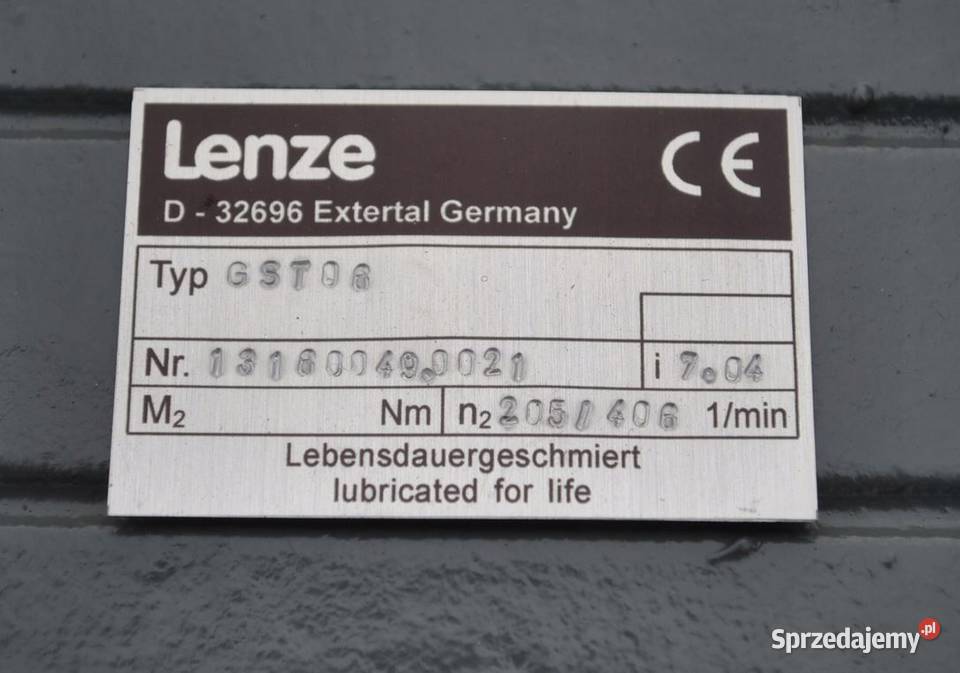 Lenze
CE
D - 32696 Extertal Germany
Typ GST06
Nr. 13160049.0021 i 7.04
M2 Nm n2 205/406 1/min
Lebensdauergeschmiert
lubricated for life
Sprzedajemy.pl